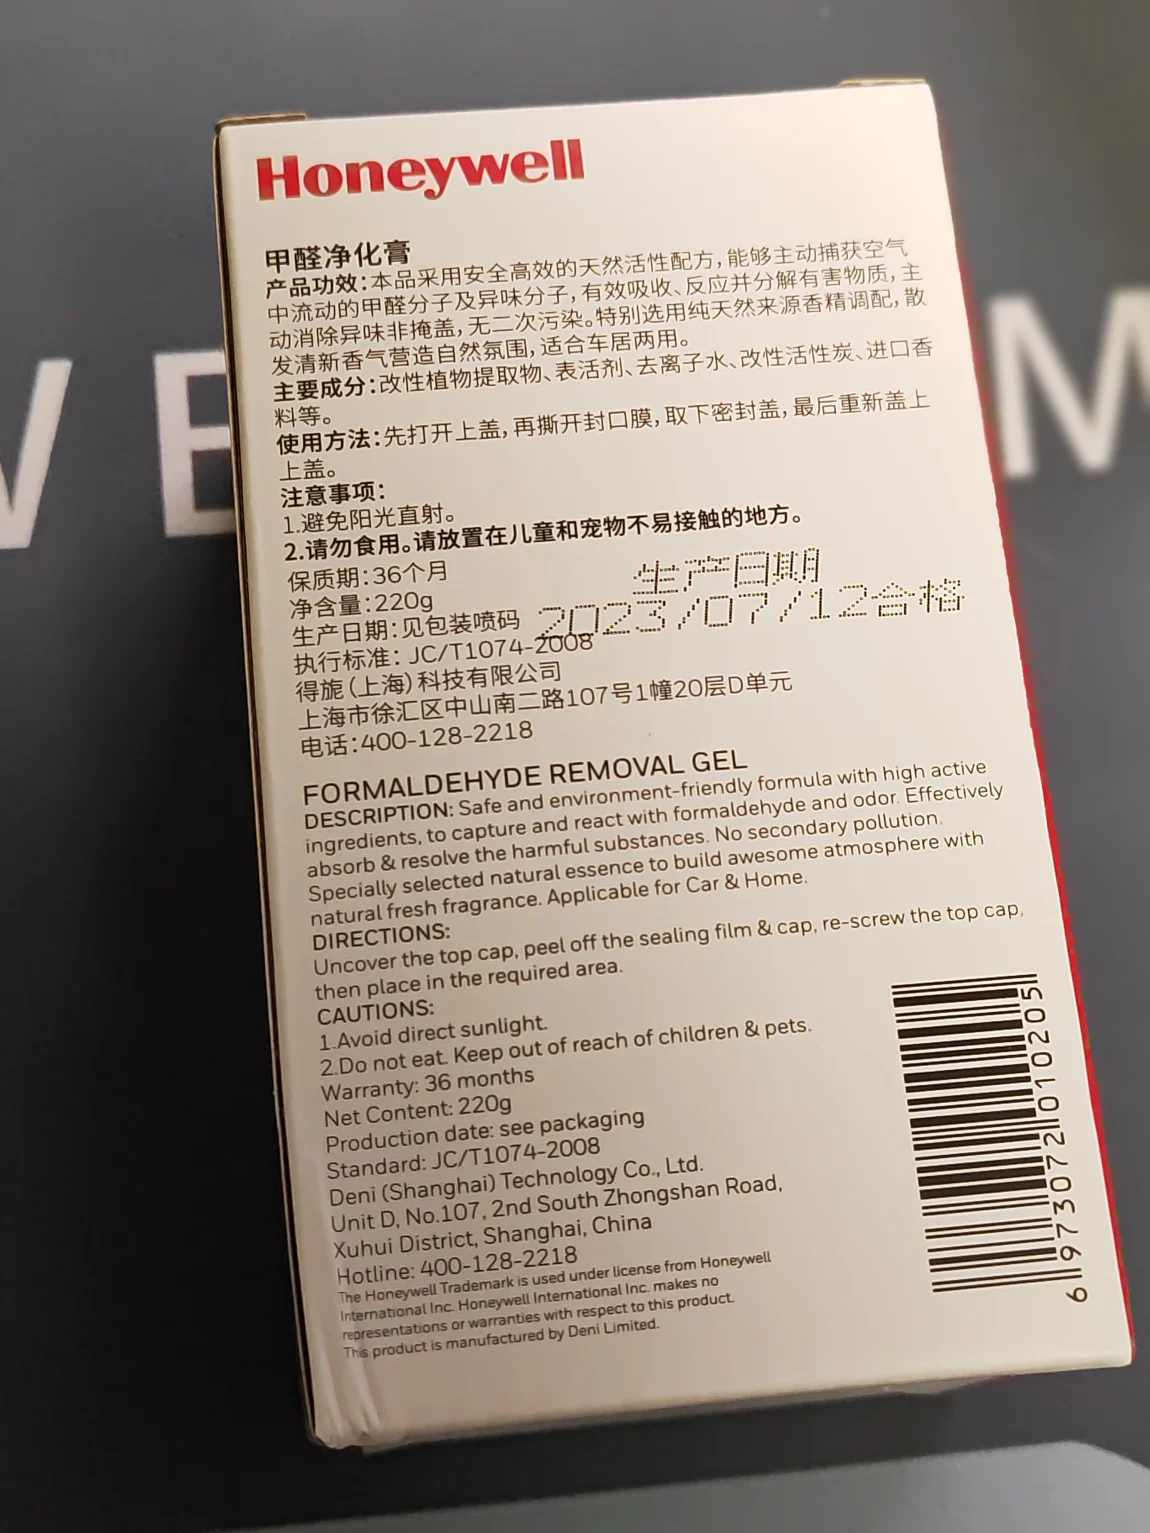 Honeywell
甲醛净化膏
产品功效：本品采用安全高效的天然活性配方，能够主动捕获空气
中流动的甲醛分子及异味分子，有效吸收、反应并分解有害物质，主
动消除异味非掩盖，无二次污染。特别选用纯天然来源香精调配，散
发清新香气营造自然氛围，适合车居两用。
主要成分：改性植物提取物、表活剂、去离子水、改性活性炭、进口香
料等。
使用方法：先打开上盖，再撕开封口膜，取下密封盖，最后重新盖上
上盖。
注意事项：
1.避免阳光直射。
2.请勿食用。请放置在儿童和宠物不易接触的地方。
保质期：36个月
净含量：220g
生产日期：见包装喷码
生产日期
2023/07/12合格
执行标准：JC/T1074-2008
得旎（上海）科技有限公司
上海市徐汇区中山南二路107号1幢20层D单元
电话：400-128-2218
FORMALDEHYDE REMOVAL GEL
DESCRIPTION: Safe and environment-friendly formula with high active
ingredients, to capture and react with formaldehyde and odor. Effectively
absorb & resolve the harmful substances. No secondary pollution.
Specially selected natural essence to build awesome atmosphere with
natural fresh fragrance. Applicable for Car & Home.
DIRECTIONS:
Uncover the top cap, peel off the sealing film & cap, re-screw the top cap,
then place in the required area.
CAUTIONS:
1.Avoid direct sunlight.
2.Do not eat. Keep out of reach of children & pets.
Warranty: 36 months
Net Content: 220g
Production date: see packaging
Standard: JC/T1074-2008
Deni (Shanghai) Technology Co., Ltd.
Unit D, No.107, 2nd South Zhongshan Road,
Xuhui District, Shanghai, China
Hotline: 400-128-2218
The Honeywell Trademark is used under license from Honeywell
International Inc. Honeywell International Inc. makes no
representations or warranties with respect to this product.
This product is manufactured by Deni Limited.
6 973072 010205